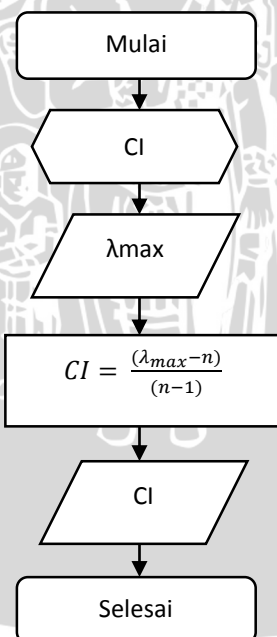 Mulai
CI
λmax
CI = (λmax−n) / (n−1)
CI
Selesai